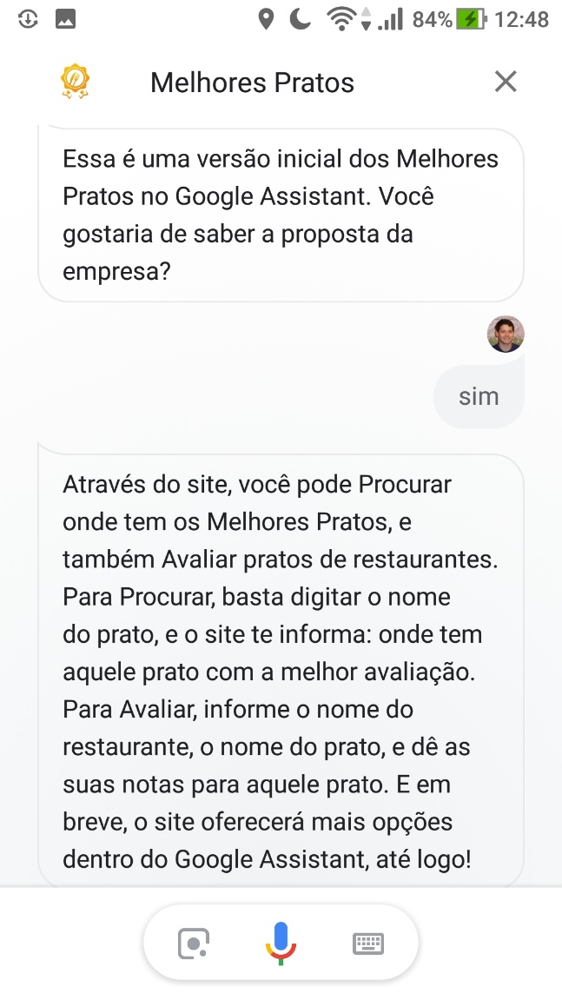 84% 12:48
Melhores Pratos
Essa é uma versão inicial dos Melhores
Pratos no Google Assistant. Você
gostaria de saber a proposta da
empresa?
sim
Através do site, você pode Procurar
onde tem os Melhores Pratos, e
também Avaliar pratos de restaurantes.
Para Procurar, basta digitar o nome
do prato, e o site te informa: onde tem
aquele prato com a melhor avaliação.
Para Avaliar, informe o nome do
restaurante, o nome do prato, e dê as
suas notas para aquele prato. E em
breve, o site oferecerá mais opções
dentro do Google Assistant, até logo!